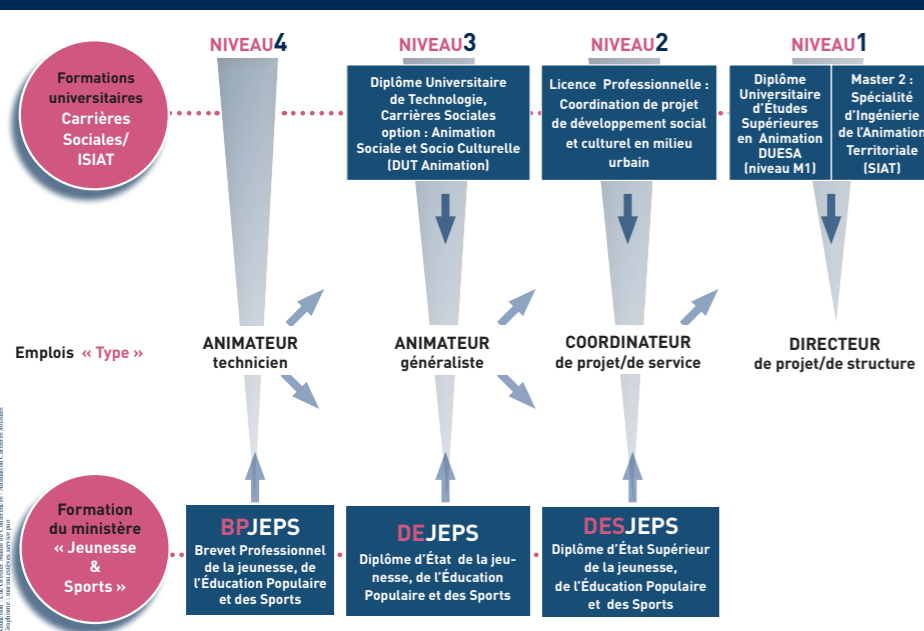 NIVEAU4
NIVEAU3
NIVEAU2
NIVEAU1
Formations
universitaires
Carrières
Sociales/
ISIAT
Diplôme Universitaire
de Technologie,
Carrières Sociales
option : Animation
Sociale et Socio Culturelle
(DUT Animation)
Licence Professionnelle :
Coordination de projet
de développement social
et culturel en milieu
urbain
Diplôme
Universitaire
d'Études
Supérieures
en Animation
DUESA
(niveau M1)
Master 2 :
Spécialité
d'Ingénierie
de l'Animation
Territoriale
(SIAT)
Emplois « Type »
ANIMATEUR
technicien
ANIMATEUR
généraliste
COORDINATEUR
de projet/de service
DIRECTEUR
de projet/de structure
Formation
du ministère
« Jeunesse
&
Sports »
BPJEPS
Brevet Professionnel
de la jeunesse, de
l'Éducation Populaire
et des Sports
DEJEPS
Diplôme d'État de la jeu-
nesse, de l'Éducation
Populaire et des Sports
DESJEPS
Diplôme d'État Supérieur
de la jeunesse,
de l'Éducation Populaire
et des Sports